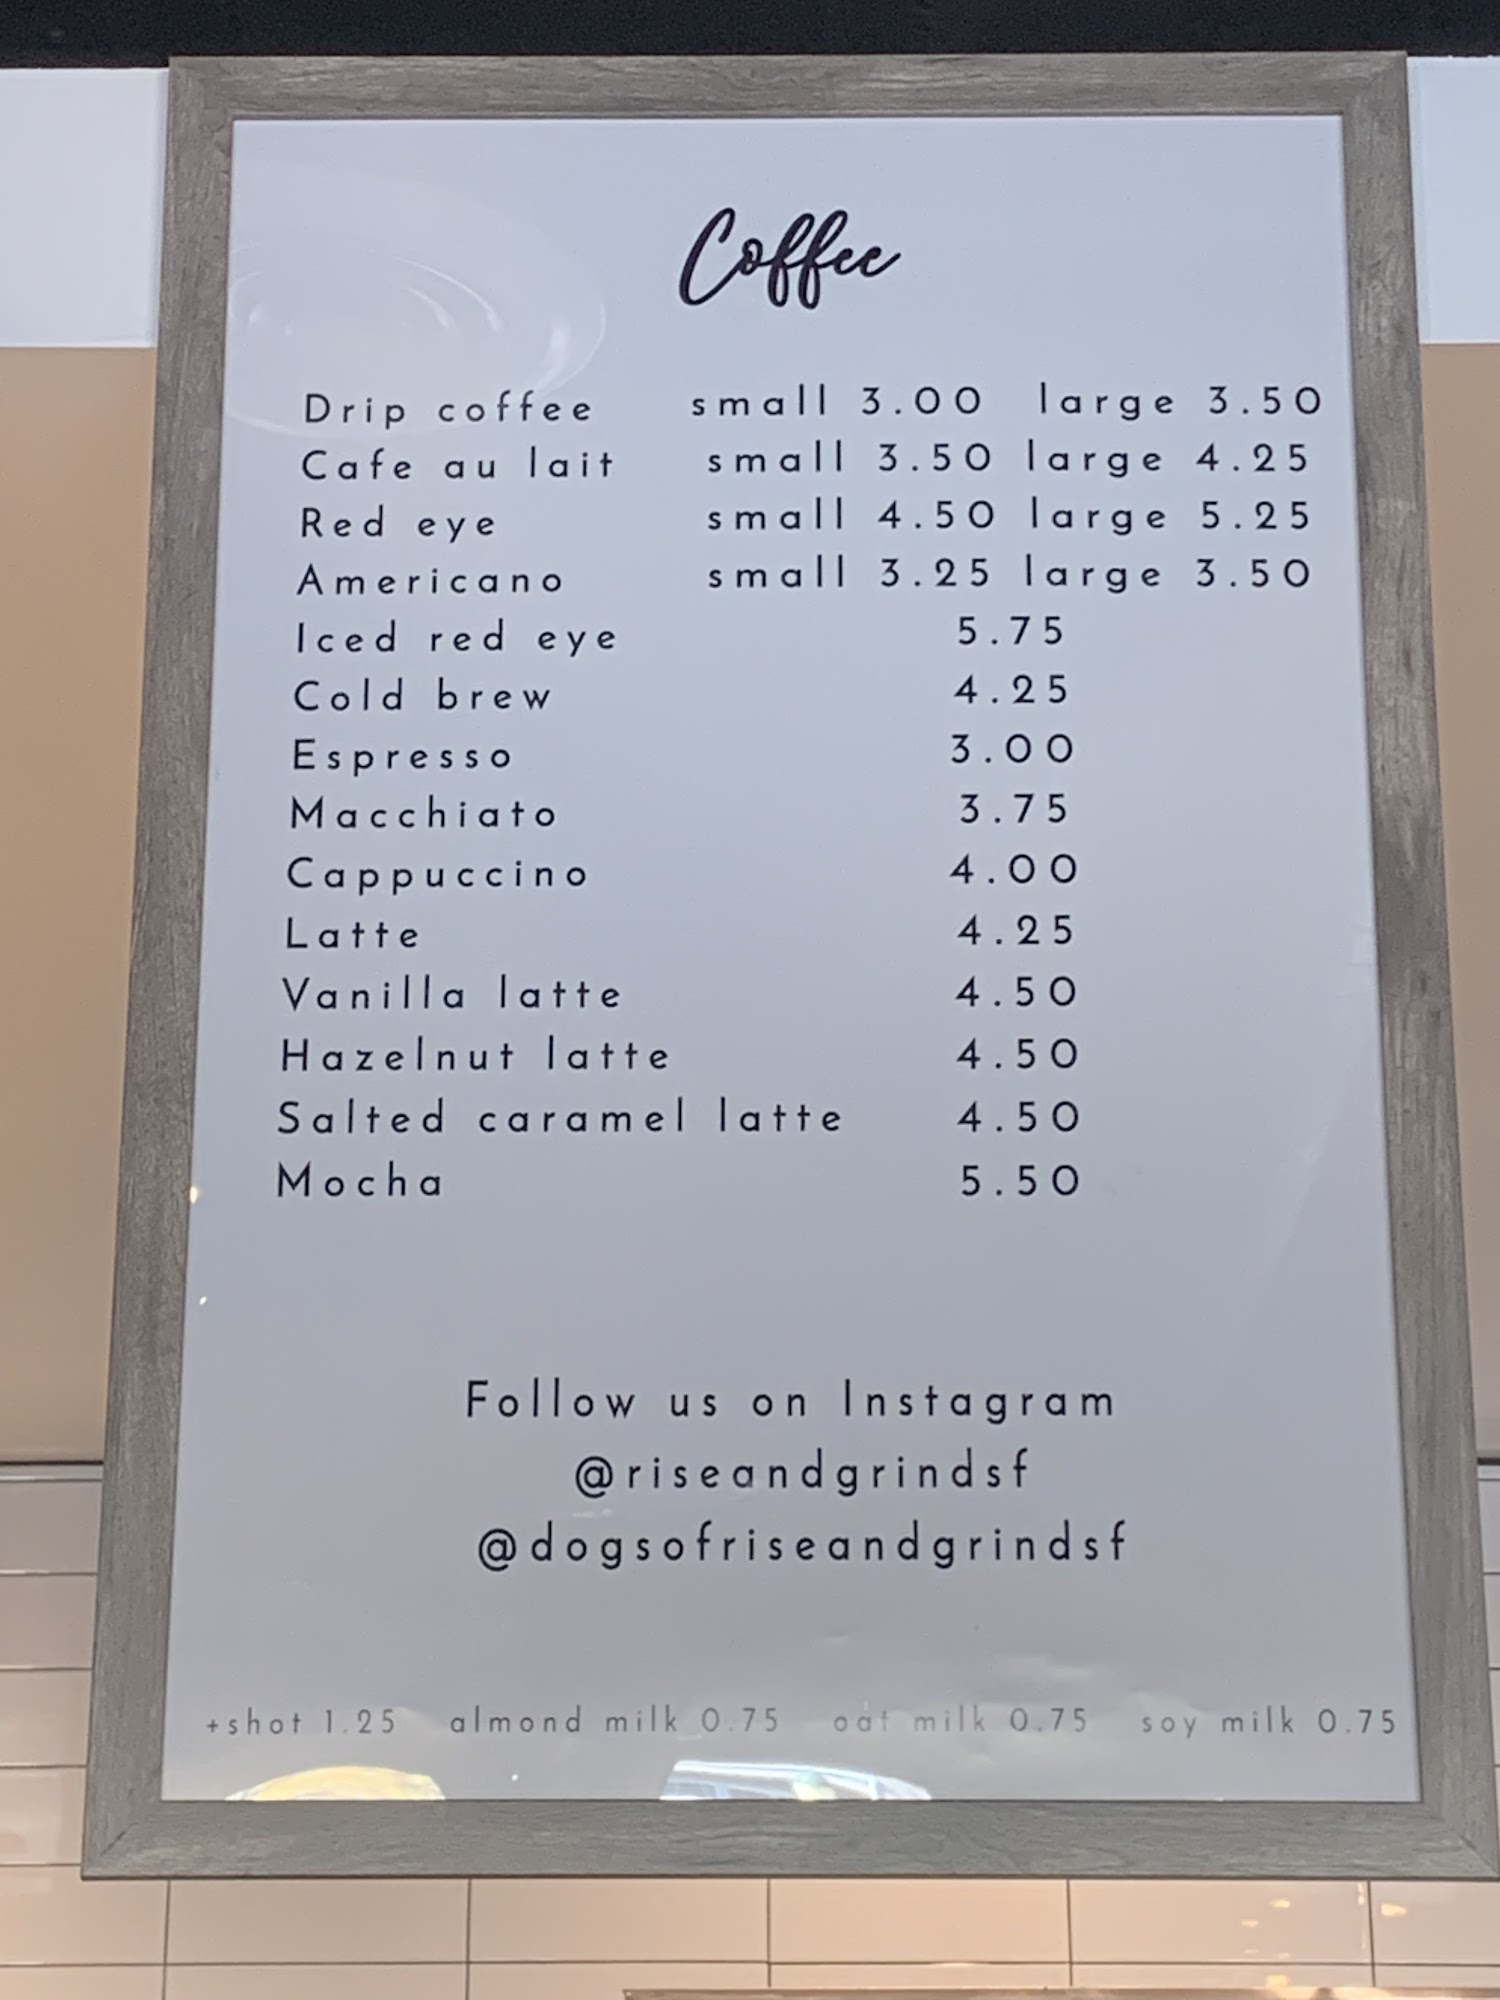 Coffee
Drip coffee small 3.00 large 3.50
Cafe au lait small 3.50 large 4.25
Red eye small 4.50 large 5.25
Americano small 3.25 large 3.50
Iced red eye 5.75
Cold brew 4.25
Espresso 3.00
Macchiato 3.75
Cappuccino 4.00
Latte 4.25
Vanilla latte 4.50
Hazelnut latte 4.50
Salted caramel latte 4.50
Mocha 5.50
Follow us on Instagram
@riseandgrindsf
@dogsofriseandgrindsf
+shot 1.25 almond milk 0.75 oat milk 0.75 soy milk 0.75